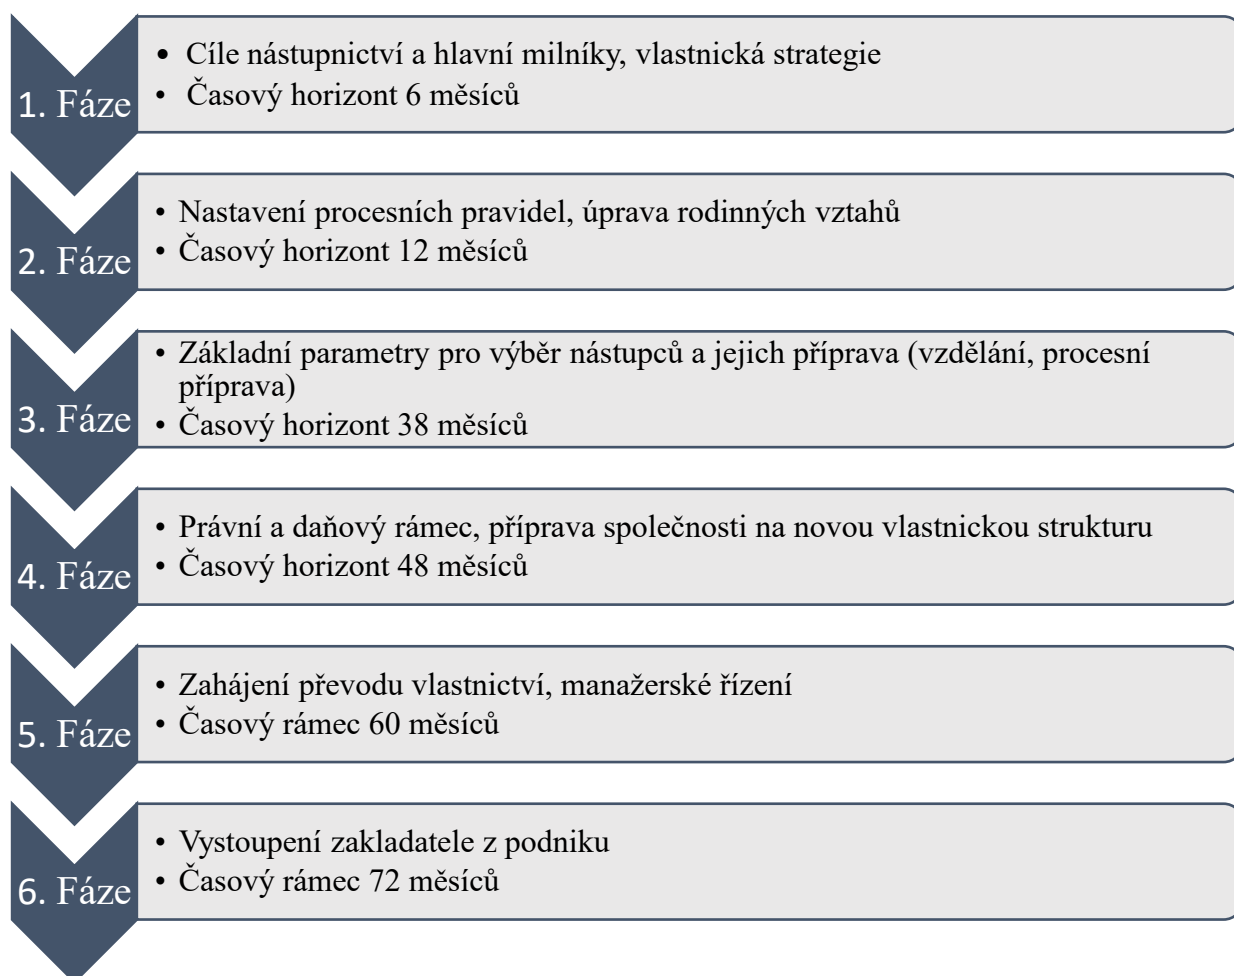 1. Fáze
• Cíle nástupnictví a hlavní milníky, vlastnická strategie
• Časový horizont 6 měsíců
2. Fáze
• Nastavení procesních pravidel, úprava rodinných vztahů
• Časový horizont 12 měsíců
3. Fáze
• Základní parametry pro výběr nástupců a jejich příprava (vzdělání, procesní
příprava)
• Časový horizont 38 měsíců
4. Fáze
• Právní a daňový rámec, příprava společnosti na novou vlastnickou strukturu
• Časový horizont 48 měsíců
5. Fáze
• Zahájení převodu vlastnictví, manažerské řízení
• Časový rámec 60 měsíců
6. Fáze
• Vystoupení zakladatele z podniku
• Časový rámec 72 měsíců